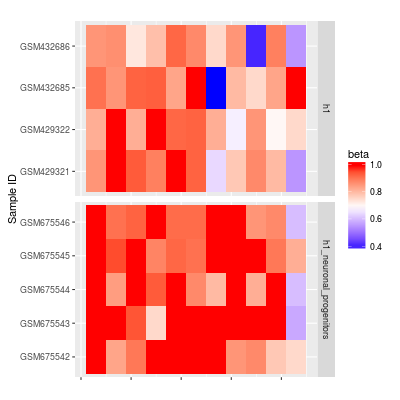 GSM432686
GSM432685
GSM429322
GSM429321
h1
GSM675546
GSM675545
GSM675544
GSM675543
GSM675542
h1_neuronal_progenitors
Sample ID
beta
1.0
0.8
0.6
0.4